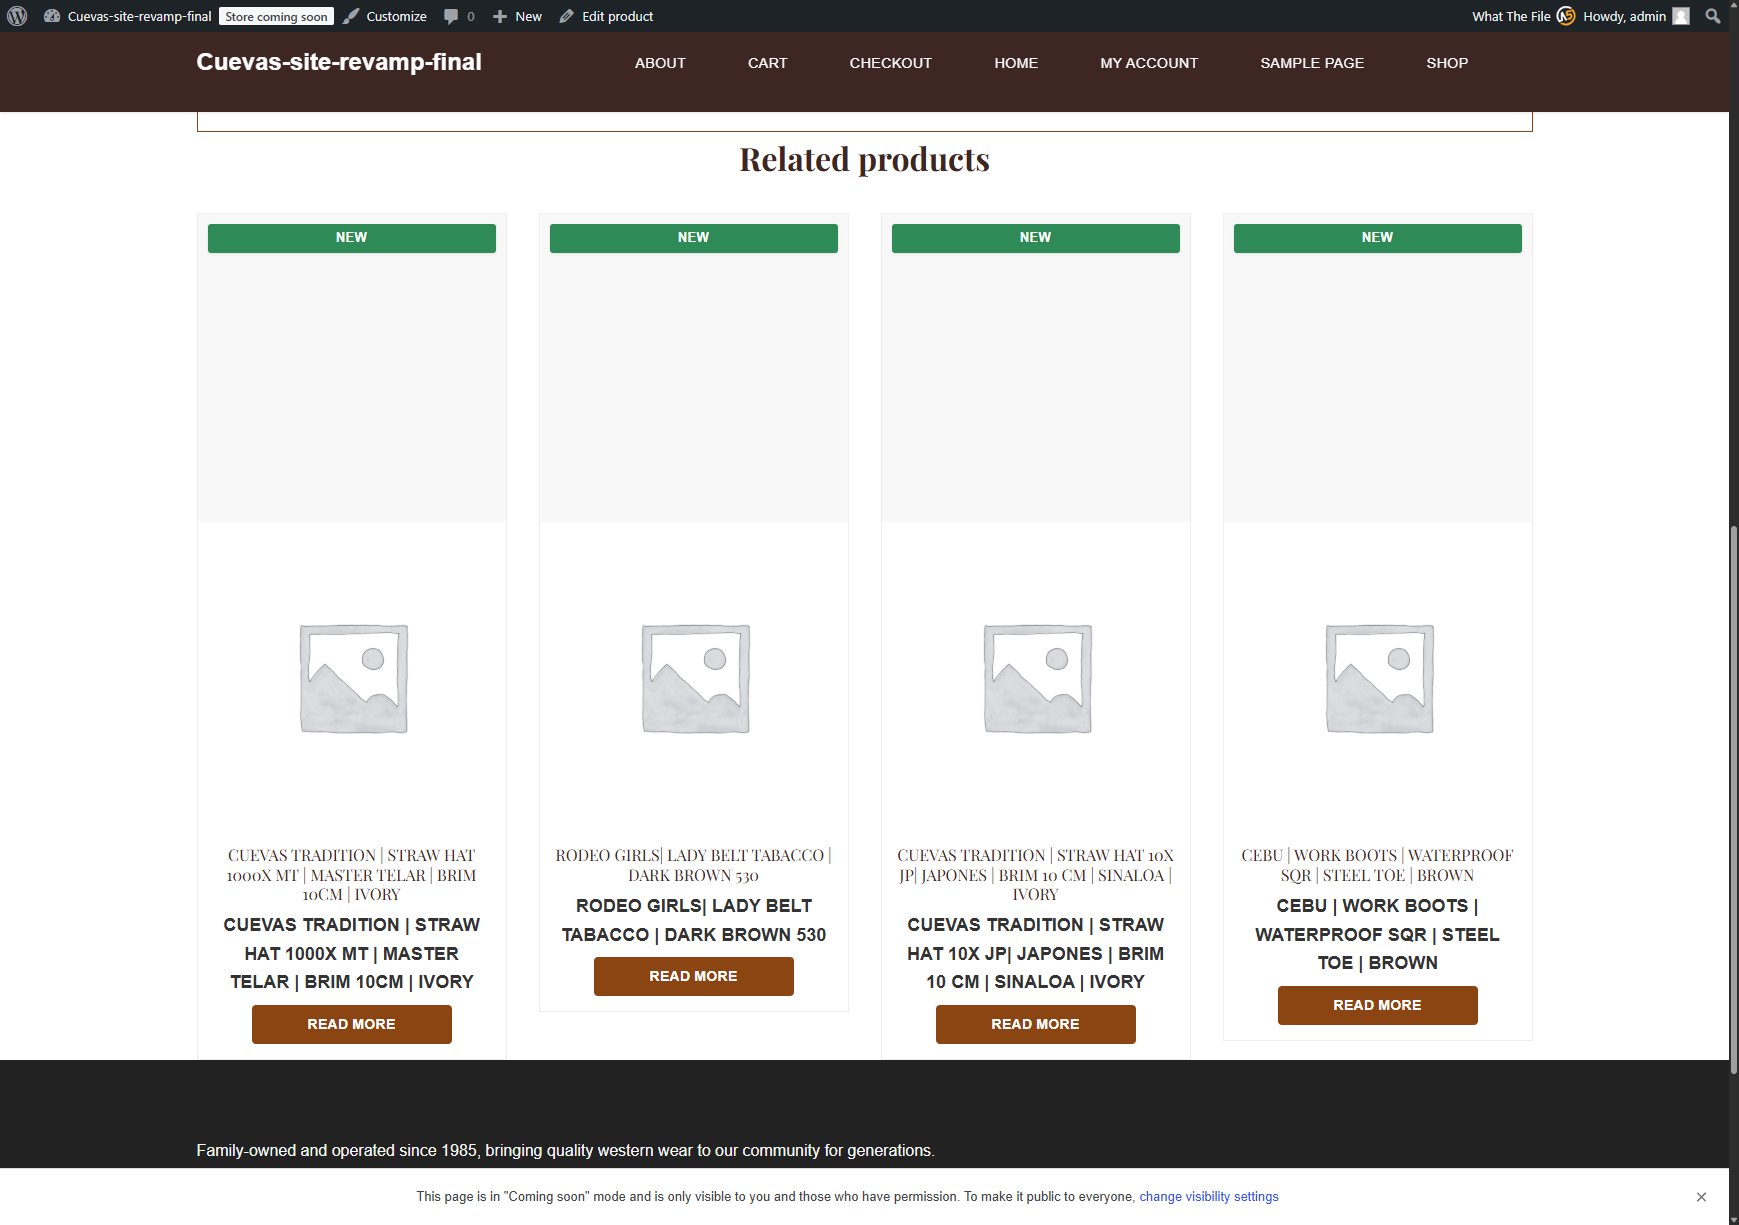 Cuevas-site-revamp-final Store coming soon Customize 0 New Edit product What The File Howdy, admin
Cuevas-site-revamp-final ABOUT CART CHECKOUT HOME MY ACCOUNT SAMPLE PAGE SHOP
Related products
NEW NEW NEW NEW
CUEVAS TRADITION | STRAW HAT
1000X MT | MASTER TELAR | BRIM
10CM | IVORY
CUEVAS TRADITION | STRAW
HAT 1000X MT | MASTER
TELAR | BRIM 10CM | IVORY
READ MORE
RODEO GIRLS| LADY BELT TABACCO |
DARK BROWN 530
RODEO GIRLS| LADY BELT
TABACCO | DARK BROWN 530
READ MORE
CUEVAS TRADITION | STRAW HAT 10X
JP| JAPONES | BRIM 10 CM | SINALOA |
IVORY
CUEVAS TRADITION | STRAW
HAT 10X JP| JAPONES | BRIM
10 CM | SINALOA | IVORY
READ MORE
CEBU | WORK BOOTS | WATERPROOF
SQR | STEEL TOE | BROWN
CEBU | WORK BOOTS |
WATERPROOF SQR | STEEL
TOE | BROWN
READ MORE
Family-owned and operated since 1985, bringing quality western wear to our community for generations.
This page is in "Coming soon" mode and is only visible to you and those who have permission. To make it public to everyone, change visibility settings